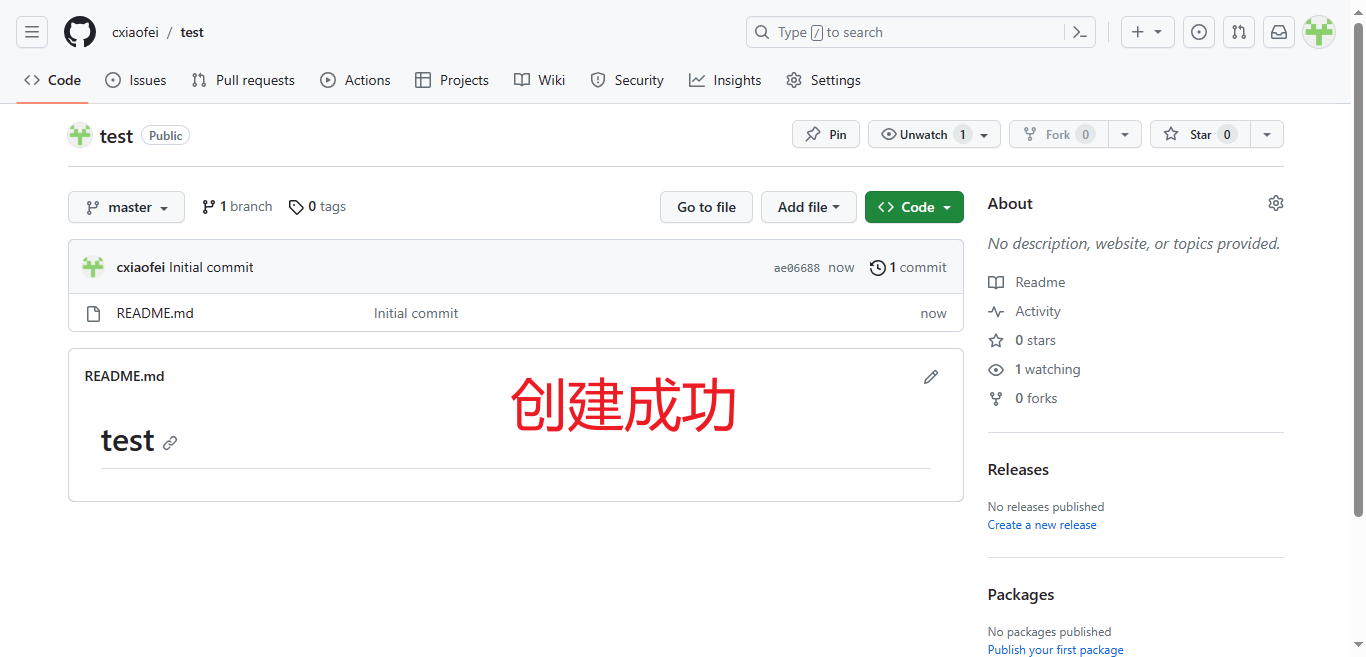 cxiaofei / test
Type / to search
Code Issues Pull requests Actions Projects Wiki Security Insights Settings
test Public
Pin Unwatch 1 Fork 0 Star 0
master 1 branch 0 tags Go to file Add file Code
cxiaofei Initial commit ae06688 now 1 commit
README.md Initial commit now
README.md
创建成功
test
About
No description, website, or topics provided.
Readme
Activity
0 stars
1 watching
0 forks
Releases
No releases published
Create a new release
Packages
No packages published
Publish your first package